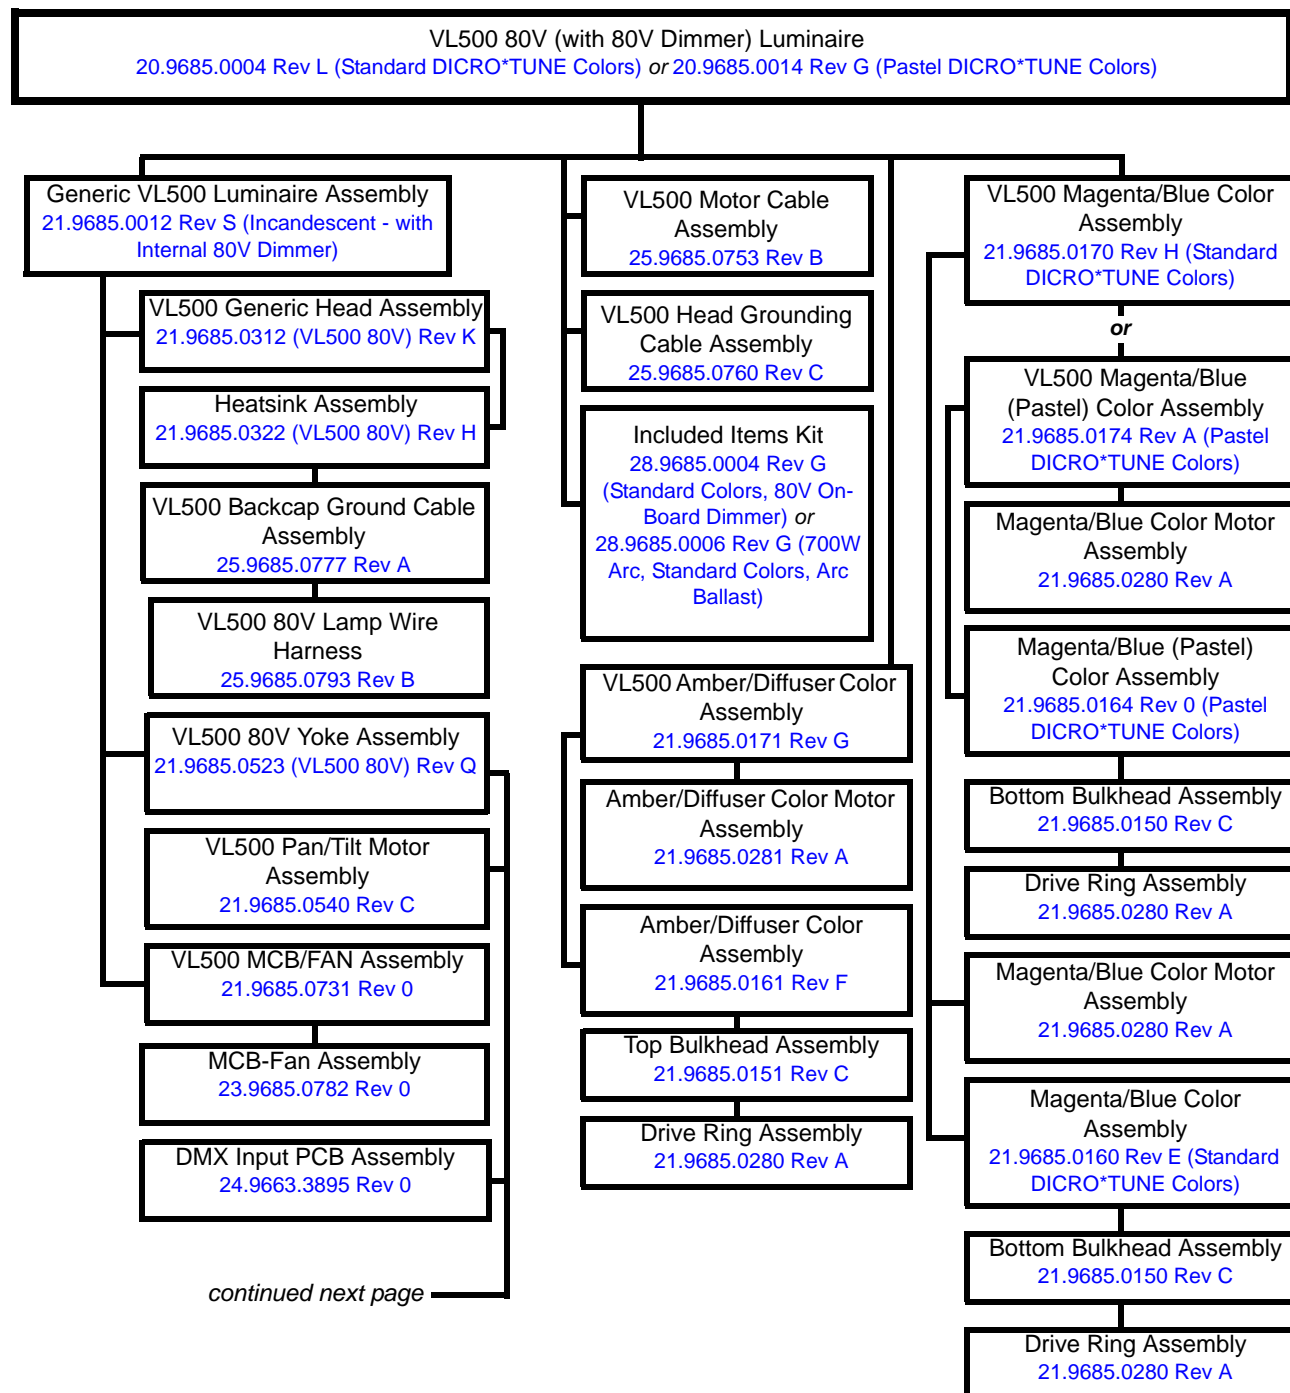 VL500 80V (with 80V Dimmer) Luminaire
20.9685.0004 Rev L (Standard DICRO*TUNE Colors) or 20.9685.0014 Rev G (Pastel DICRO*TUNE Colors)
Generic VL500 Luminaire Assembly
21.9685.0012 Rev S (Incandescent - with
Internal 80V Dimmer)
VL500 Generic Head Assembly
21.9685.0312 (VL500 80V) Rev K
Heatsink Assembly
21.9685.0322 (VL500 80V) Rev H
VL500 Backcap Ground Cable
Assembly
25.9685.0777 Rev A
VL500 80V Lamp Wire
Harness
25.9685.0793 Rev B
VL500 80V Yoke Assembly
21.9685.0523 (VL500 80V) Rev Q
VL500 Pan/Tilt Motor
Assembly
21.9685.0540 Rev C
VL500 MCB/FAN Assembly
21.9685.0731 Rev 0
MCB-Fan Assembly
23.9685.0782 Rev 0
DMX Input PCB Assembly
24.9663.3895 Rev 0
continued next page
VL500 Motor Cable
Assembly
25.9685.0753 Rev B
VL500 Head Grounding
Cable Assembly
25.9685.0760 Rev C
Included Items Kit
28.9685.0004 Rev G
(Standard Colors, 80V On-
Board Dimmer) or
28.9685.0006 Rev G (700W
Arc, Standard Colors, Arc
Ballast)
VL500 Amber/Diffuser Color
Assembly
21.9685.0171 Rev G
Amber/Diffuser Color Motor
Assembly
21.9685.0281 Rev A
Amber/Diffuser Color
Assembly
21.9685.0161 Rev F
Top Bulkhead Assembly
21.9685.0151 Rev C
Drive Ring Assembly
21.9685.0280 Rev A
VL500 Magenta/Blue Color
Assembly
21.9685.0170 Rev H (Standard
DICRO*TUNE Colors)
or
VL500 Magenta/Blue
(Pastel) Color Assembly
21.9685.0174 Rev A (Pastel
DICRO*TUNE Colors)
Magenta/Blue Color Motor
Assembly
21.9685.0280 Rev A
Magenta/Blue (Pastel)
Color Assembly
21.9685.0164 Rev 0 (Pastel
DICRO*TUNE Colors)
Bottom Bulkhead Assembly
21.9685.0150 Rev C
Drive Ring Assembly
21.9685.0280 Rev A
Magenta/Blue Color Motor
Assembly
21.9685.0280 Rev A
Magenta/Blue Color
Assembly
21.9685.0160 Rev E (Standard
DICRO*TUNE Colors)
Bottom Bulkhead Assembly
21.9685.0150 Rev C
Drive Ring Assembly
21.9685.0280 Rev A